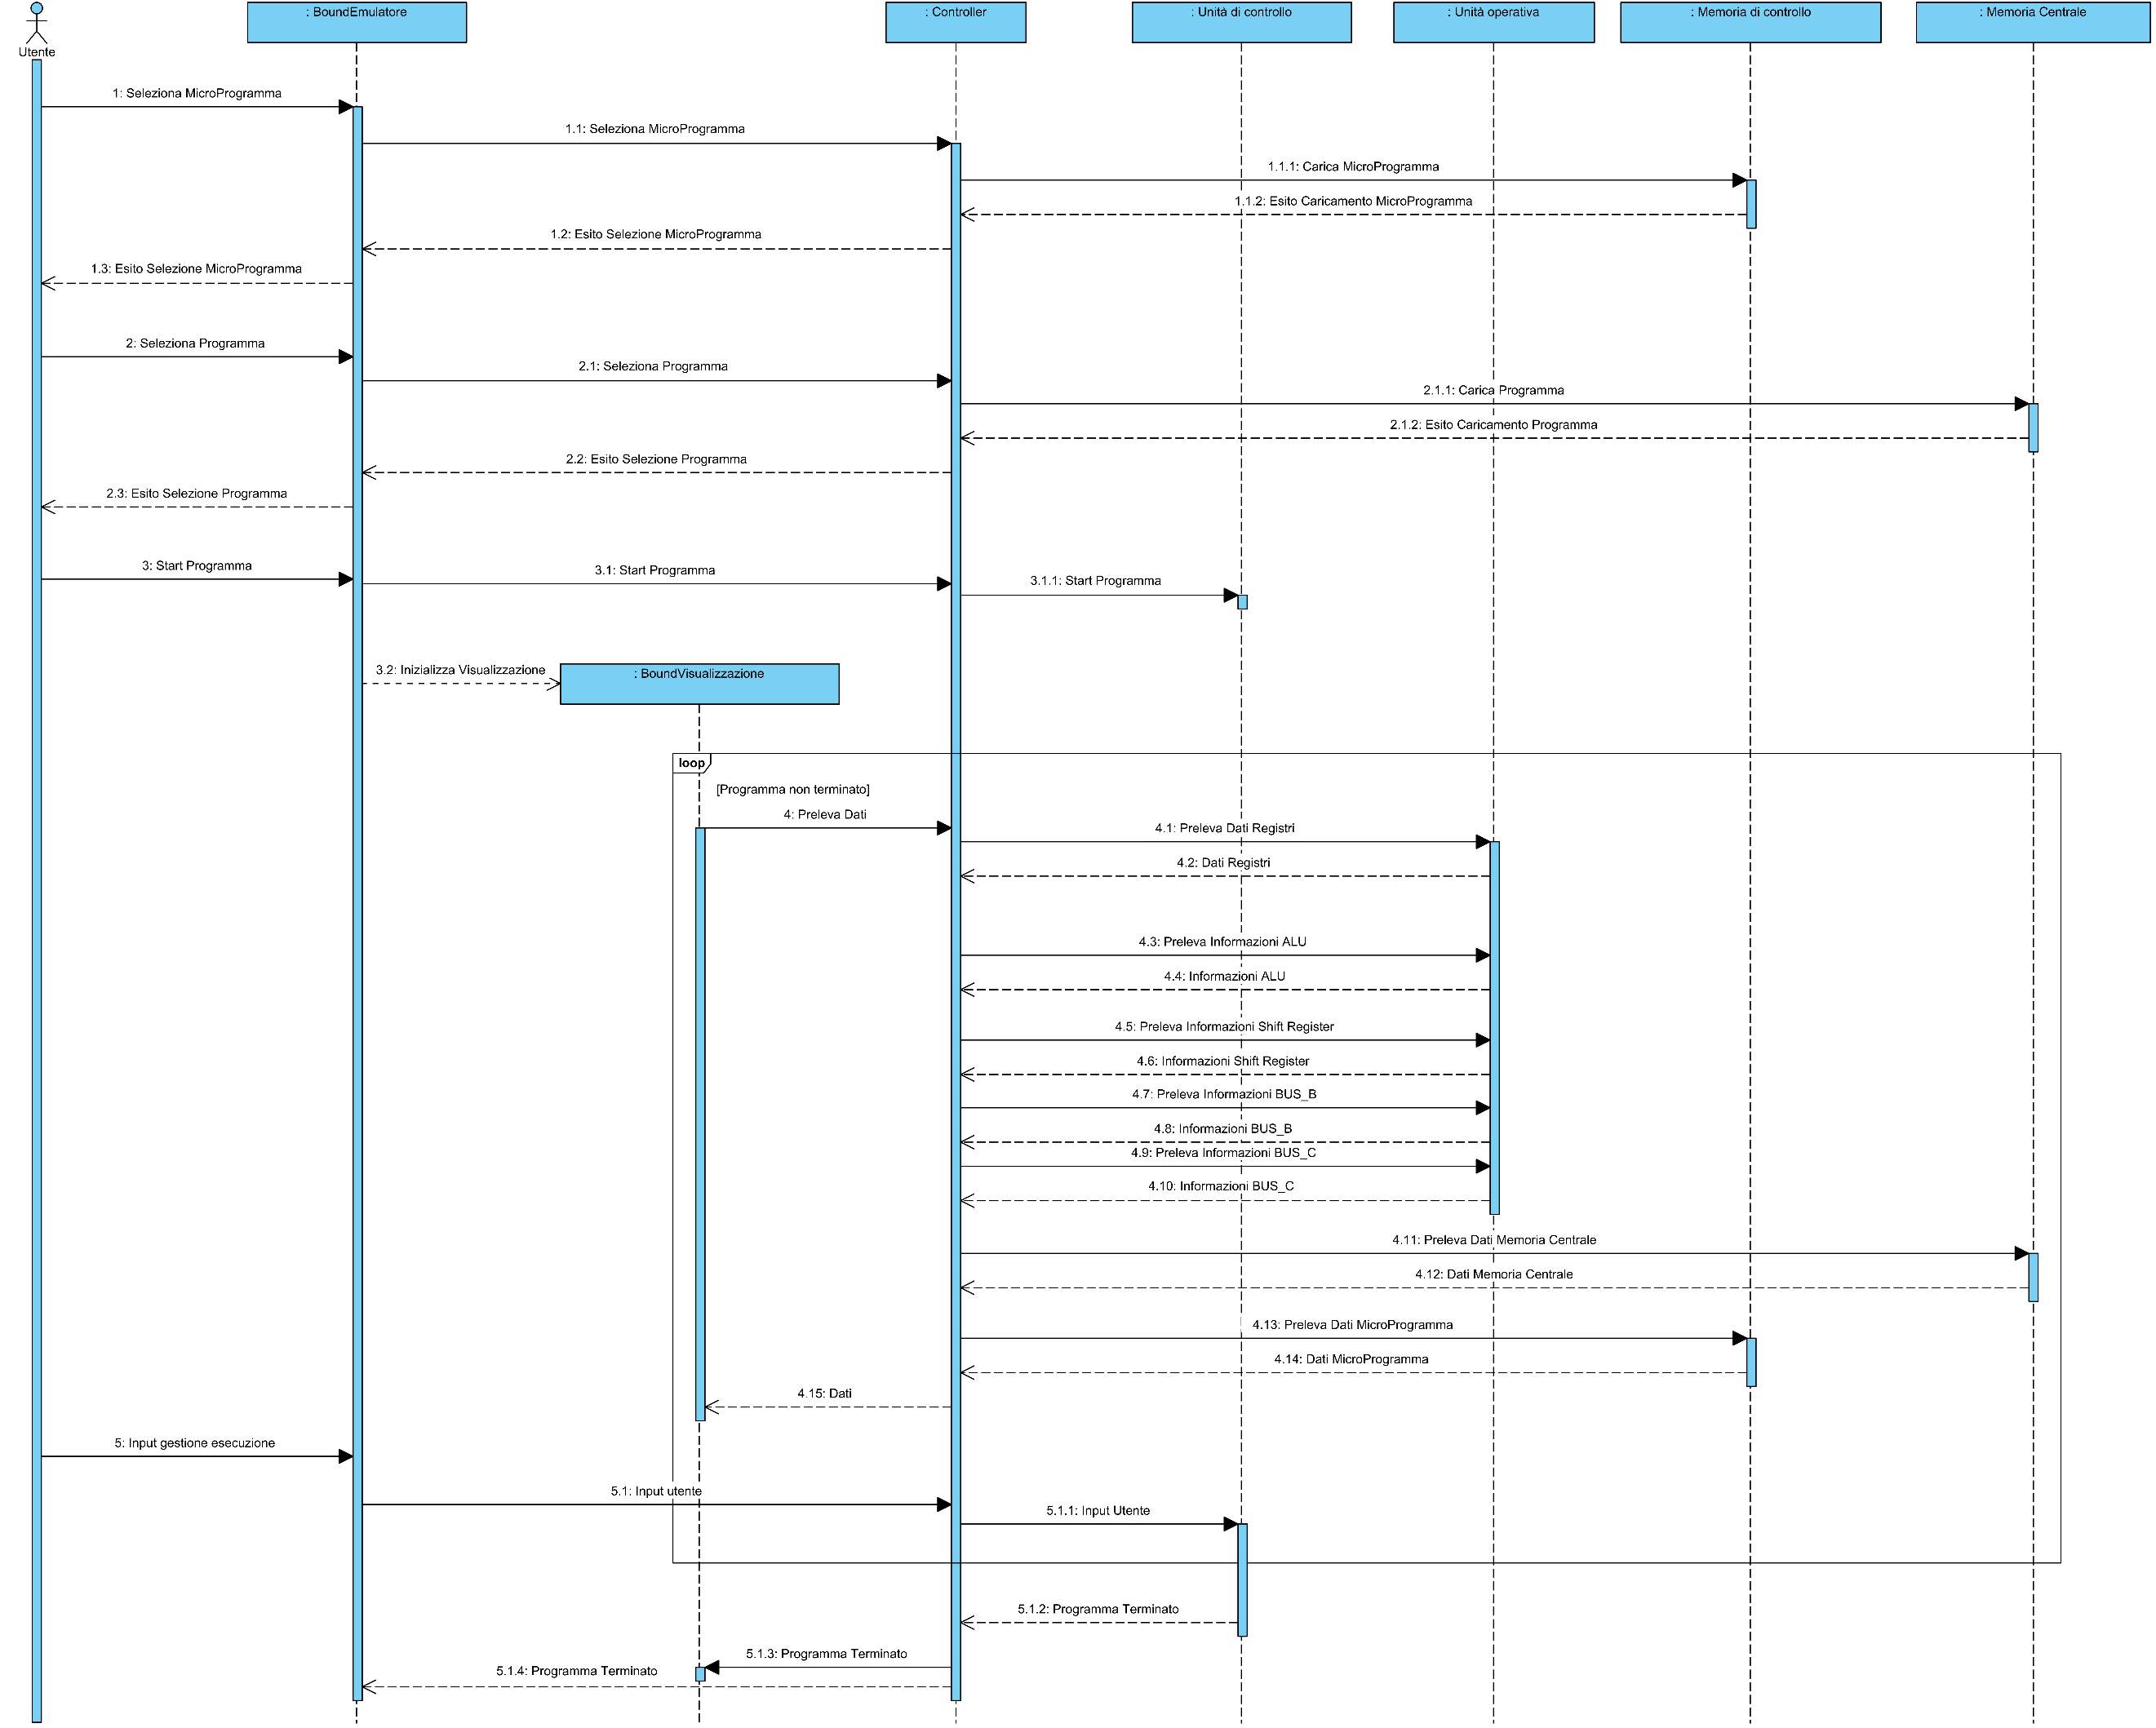 : BoundEmulatore
: Controller
: Unità di controllo
: Unità operativa
: Memoria di controllo
: Memoria Centrale
Utente
1: Seleziona MicroProgramma
1.1: Seleziona MicroProgramma
1.1.1: Carica MicroProgramma
1.1.2: Esito Caricamento MicroProgramma
1.2: Esito Selezione MicroProgramma
1.3: Esito Selezione MicroProgramma
2: Seleziona Programma
2.1: Seleziona Programma
2.1.1: Carica Programma
2.1.2: Esito Caricamento Programma
2.2: Esito Selezione Programma
2.3: Esito Selezione Programma
3: Start Programma
3.1: Start Programma
3.1.1: Start Programma
3.2: Inizializza Visualizzazione
: BoundVisualizzazione
loop
[Programma non terminato]
4: Preleva Dati
4.1: Preleva Dati Registri
4.2: Dati Registri
4.3: Preleva Informazioni ALU
4.4: Informazioni ALU
4.5: Preleva Informazioni Shift Register
4.6: Informazioni Shift Register
4.7: Preleva Informazioni BUS_B
4.8: Informazioni BUS_B
4.9: Preleva Informazioni BUS_C
4.10: Informazioni BUS_C
4.11: Preleva Dati Memoria Centrale
4.12: Dati Memoria Centrale
4.13: Preleva Dati MicroProgramma
4.14: Dati MicroProgramma
4.15: Dati
5: Input gestione esecuzione
5.1: Input utente
5.1.1: Input Utente
5.1.2: Programma Terminato
5.1.3: Programma Terminato
5.1.4: Programma Terminato